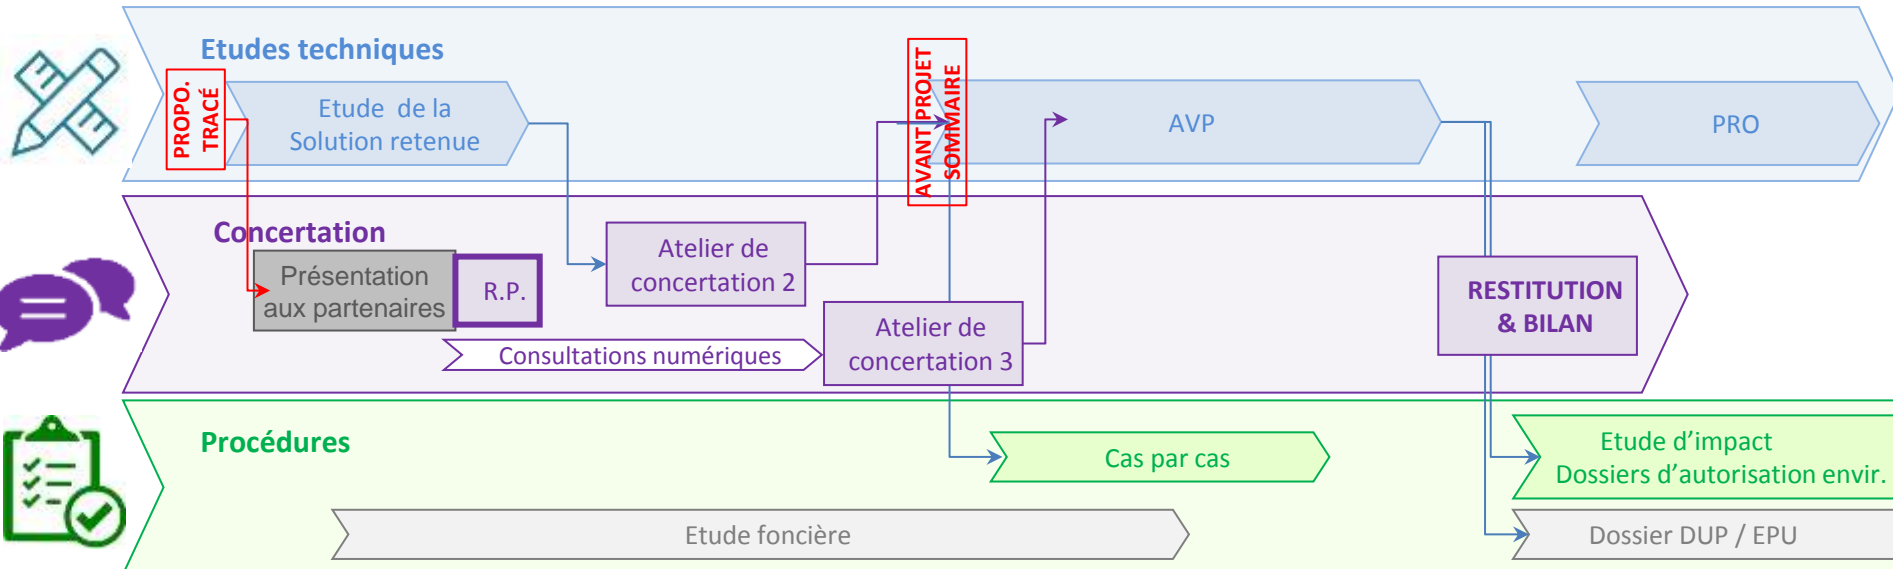 Etudes techniques
PROPO.
TRACÉ
Etude de la
Solution retenue
AVANT PROJET
SOMMAIRE
AVP
PRO
Concertation
Présentation
aux partenaires
R.P.
Atelier de
concertation 2
Consultations numériques
Atelier de
concertation 3
RESTITUTION
& BILAN
Procédures
Cas par cas
Etude d’impact
Dossiers d’autorisation envir.
Etude foncière
Dossier DUP / EPU